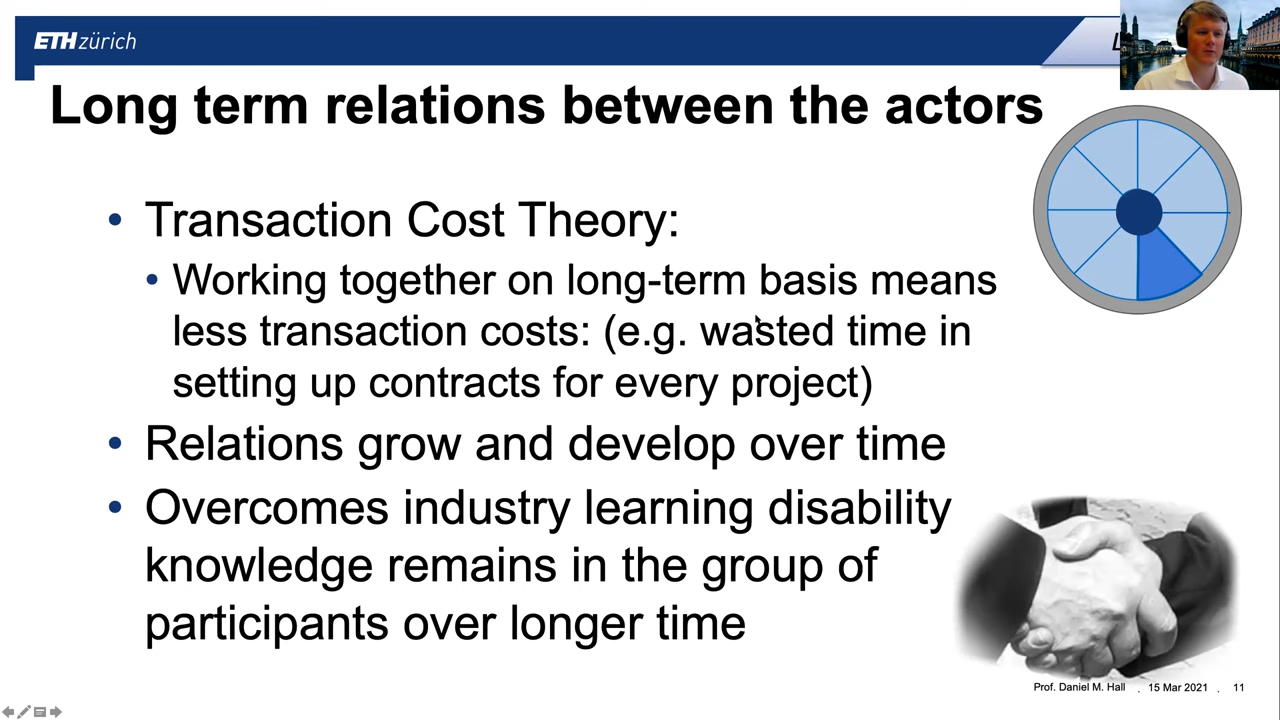 ETH zürich
Long term relations between the actors
• Transaction Cost Theory:
• Working together on long-term basis means
less transaction costs: (e.g. wasted time in
setting up contracts for every project)
• Relations grow and develop over time
• Overcomes industry learning disability
knowledge remains in the group of
participants over longer time
Prof. Daniel M. Hall . 15 Mar 2021 . 11